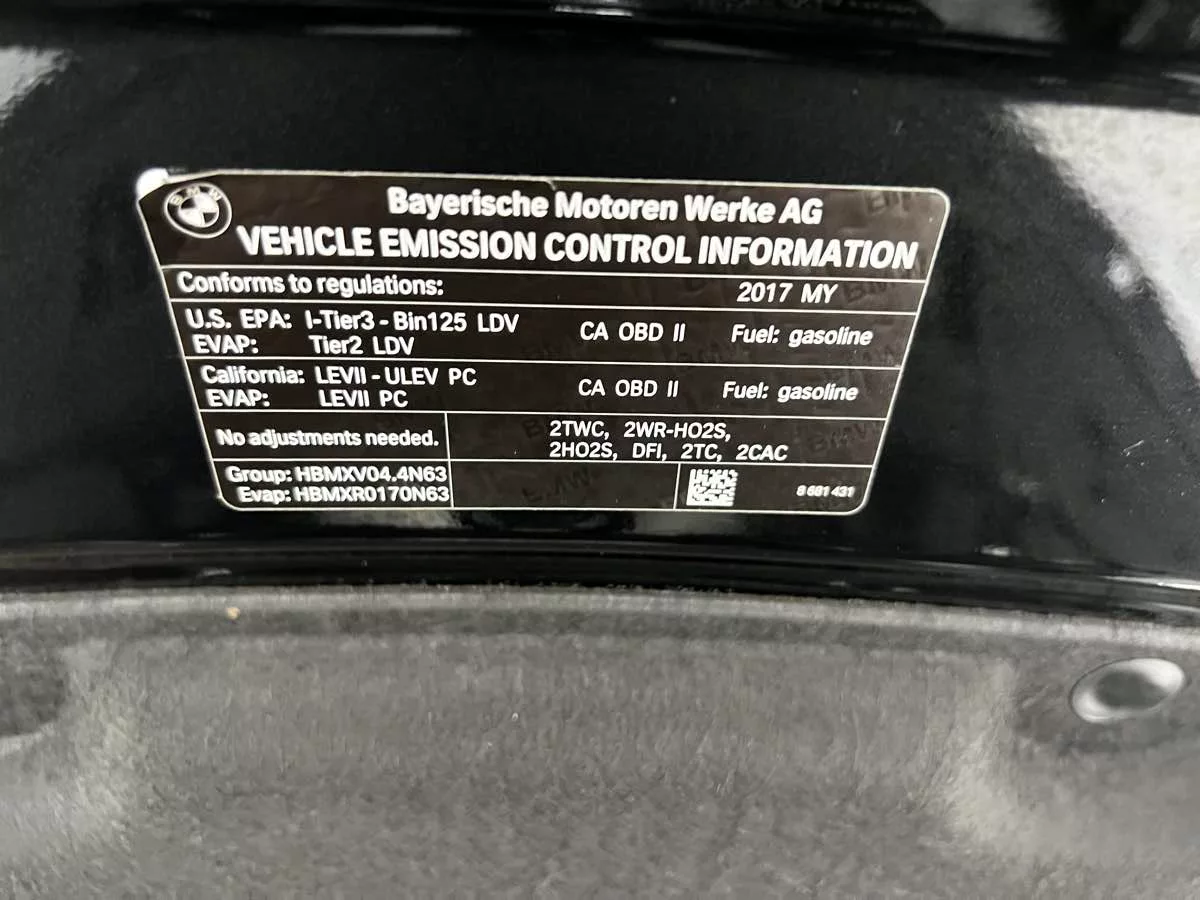 BMW
Bayerische Motoren Werke AG
VEHICLE EMISSION CONTROL INFORMATION
Conforms to regulations: 2017 MY
U.S. EPA: I-Tier3 - Bin125 LDV CA OBD II Fuel: gasoline
EVAP: Tier2 LDV
California: LEVII - ULEV PC CA OBD II Fuel: gasoline
EVAP: LEVII PC
No adjustments needed. 2TWC, 2WR-HO2S,
2HO2S, DFI, 2TC, 2CAC
Group: HBMXV04.4N63
Evap: HBMXR0170N63 8 681 431